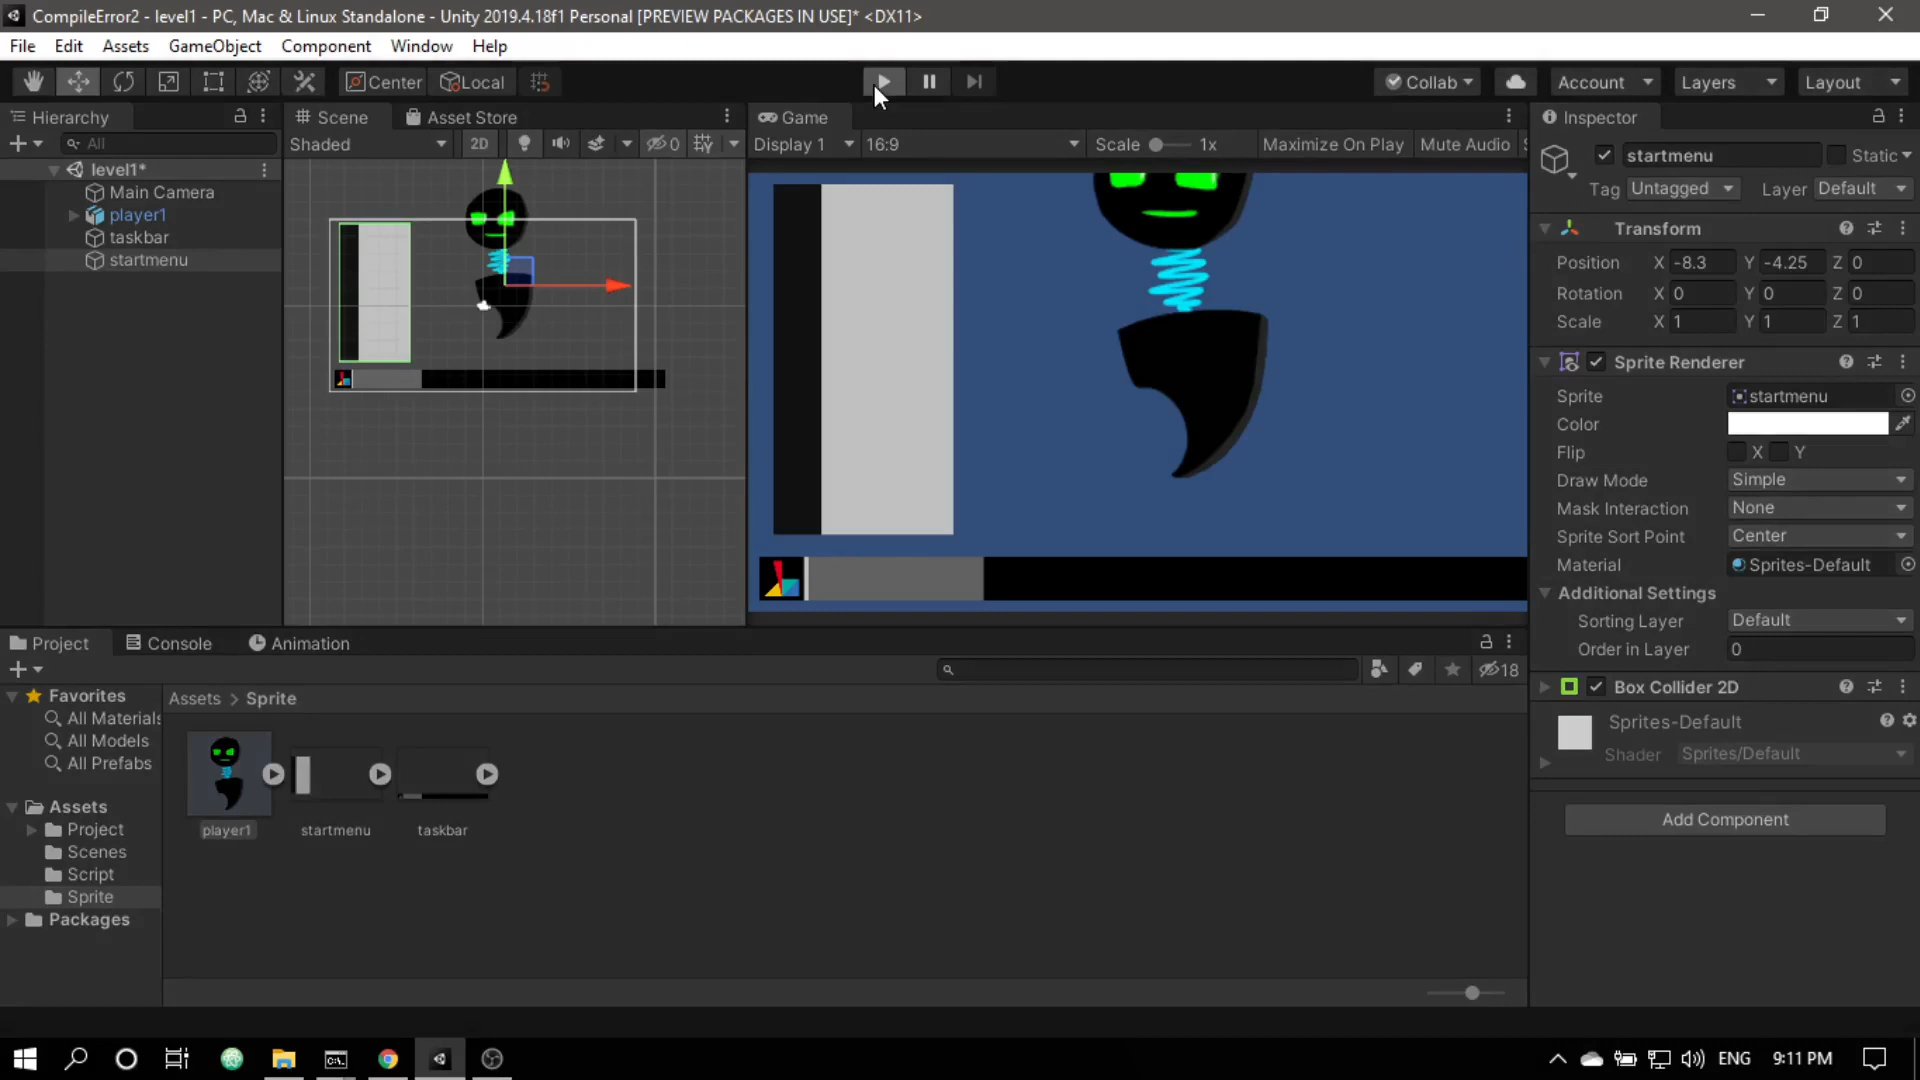 CompileError2 - level1 - PC, Mac & Linux Standalone - Unity 2019.4.18f1 Personal [PREVIEW PACKAGES IN USE]* <DX11>
File Edit Assets GameObject Component Window Help
Center Local Collab Account Layers Layout
Hierarchy
All
level1*
Main Camera
player1
taskbar
startmenu
Scene Asset Store
Shaded 2D 0
Game
Display 1 16:9 Scale 1x Maximize On Play Mute Audio
Inspector
startmenu Static
Tag Untagged Layer Default
Transform
Position X -8.3 Y -4.25 Z 0
Rotation X 0 Y 0 Z 0
Scale X 1 Y 1 Z 1
Sprite Renderer
Sprite startmenu
Color
Flip X Y
Draw Mode Simple
Mask Interaction None
Sprite Sort Point Center
Material Sprites-Default
Additional Settings
Sorting Layer Default
Order in Layer 0
Box Collider 2D
Sprites-Default
Shader Sprites/Default
Add Component
Project Console Animation
18
Favorites
All Materials
All Models
All Prefabs
Assets
Project
Scenes
Script
Sprite
Packages
Assets > Sprite
player1 startmenu taskbar
ENG 9:11 PM